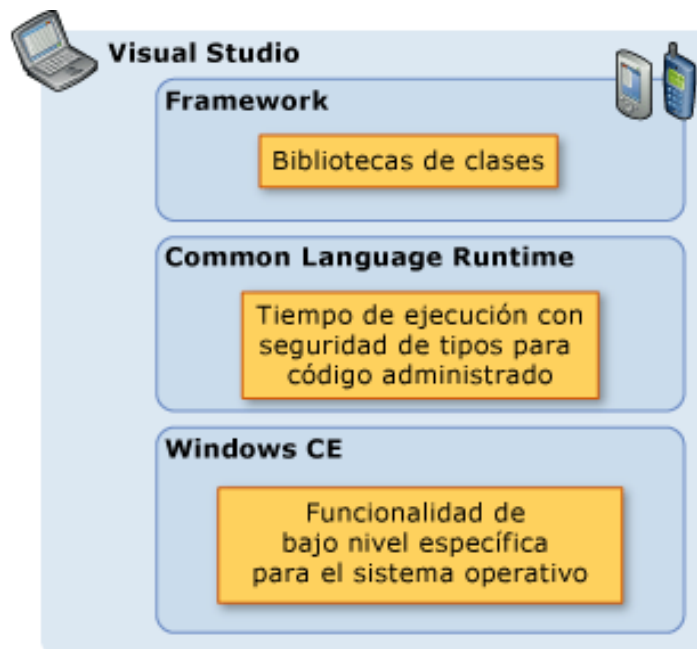 Visual Studio
Framework
Bibliotecas de clases
Common Language Runtime
Tiempo de ejecución con
seguridad de tipos para
código administrado
Windows CE
Funcionalidad de
bajo nivel específica
para el sistema operativo